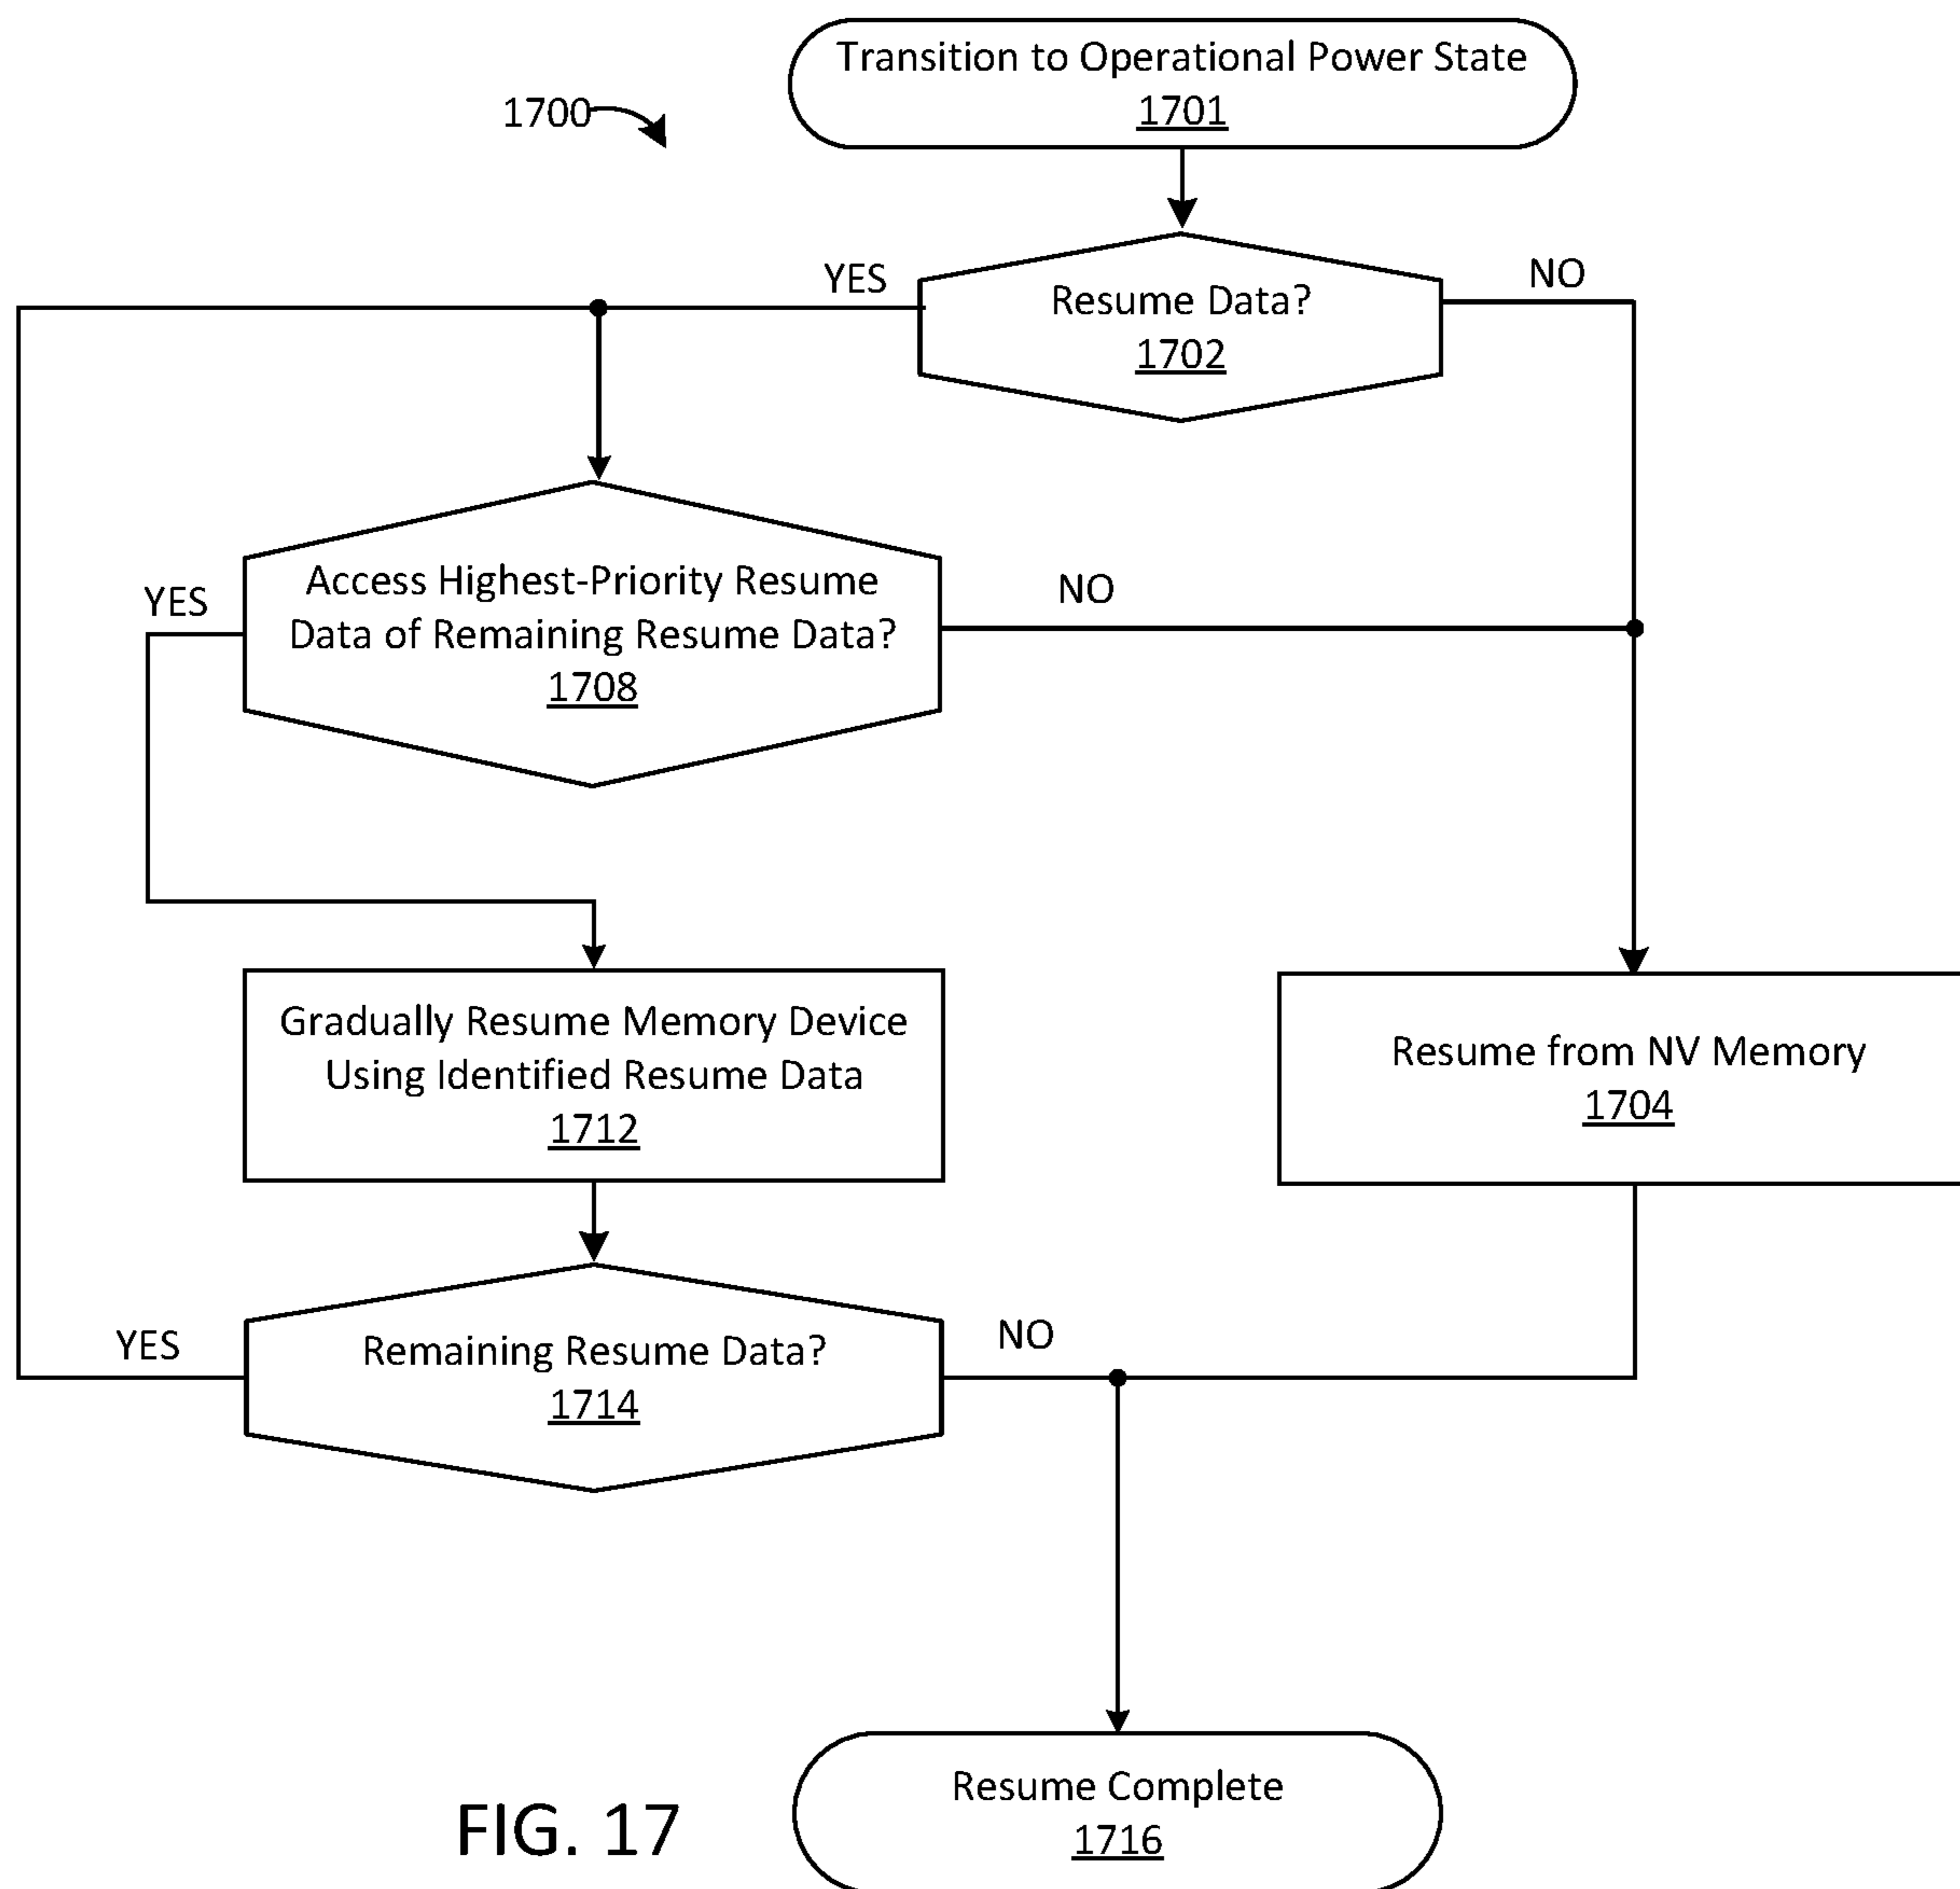 Transition to Operational Power State
1701
1700
YES
Resume Data?
1702
NO
YES
Access Highest-Priority Resume
Data of Remaining Resume Data?
1708
NO
Gradually Resume Memory Device
Using Identified Resume Data
1712
Resume from NV Memory
1704
YES
Remaining Resume Data?
1714
NO
Resume Complete
1716
FIG. 17